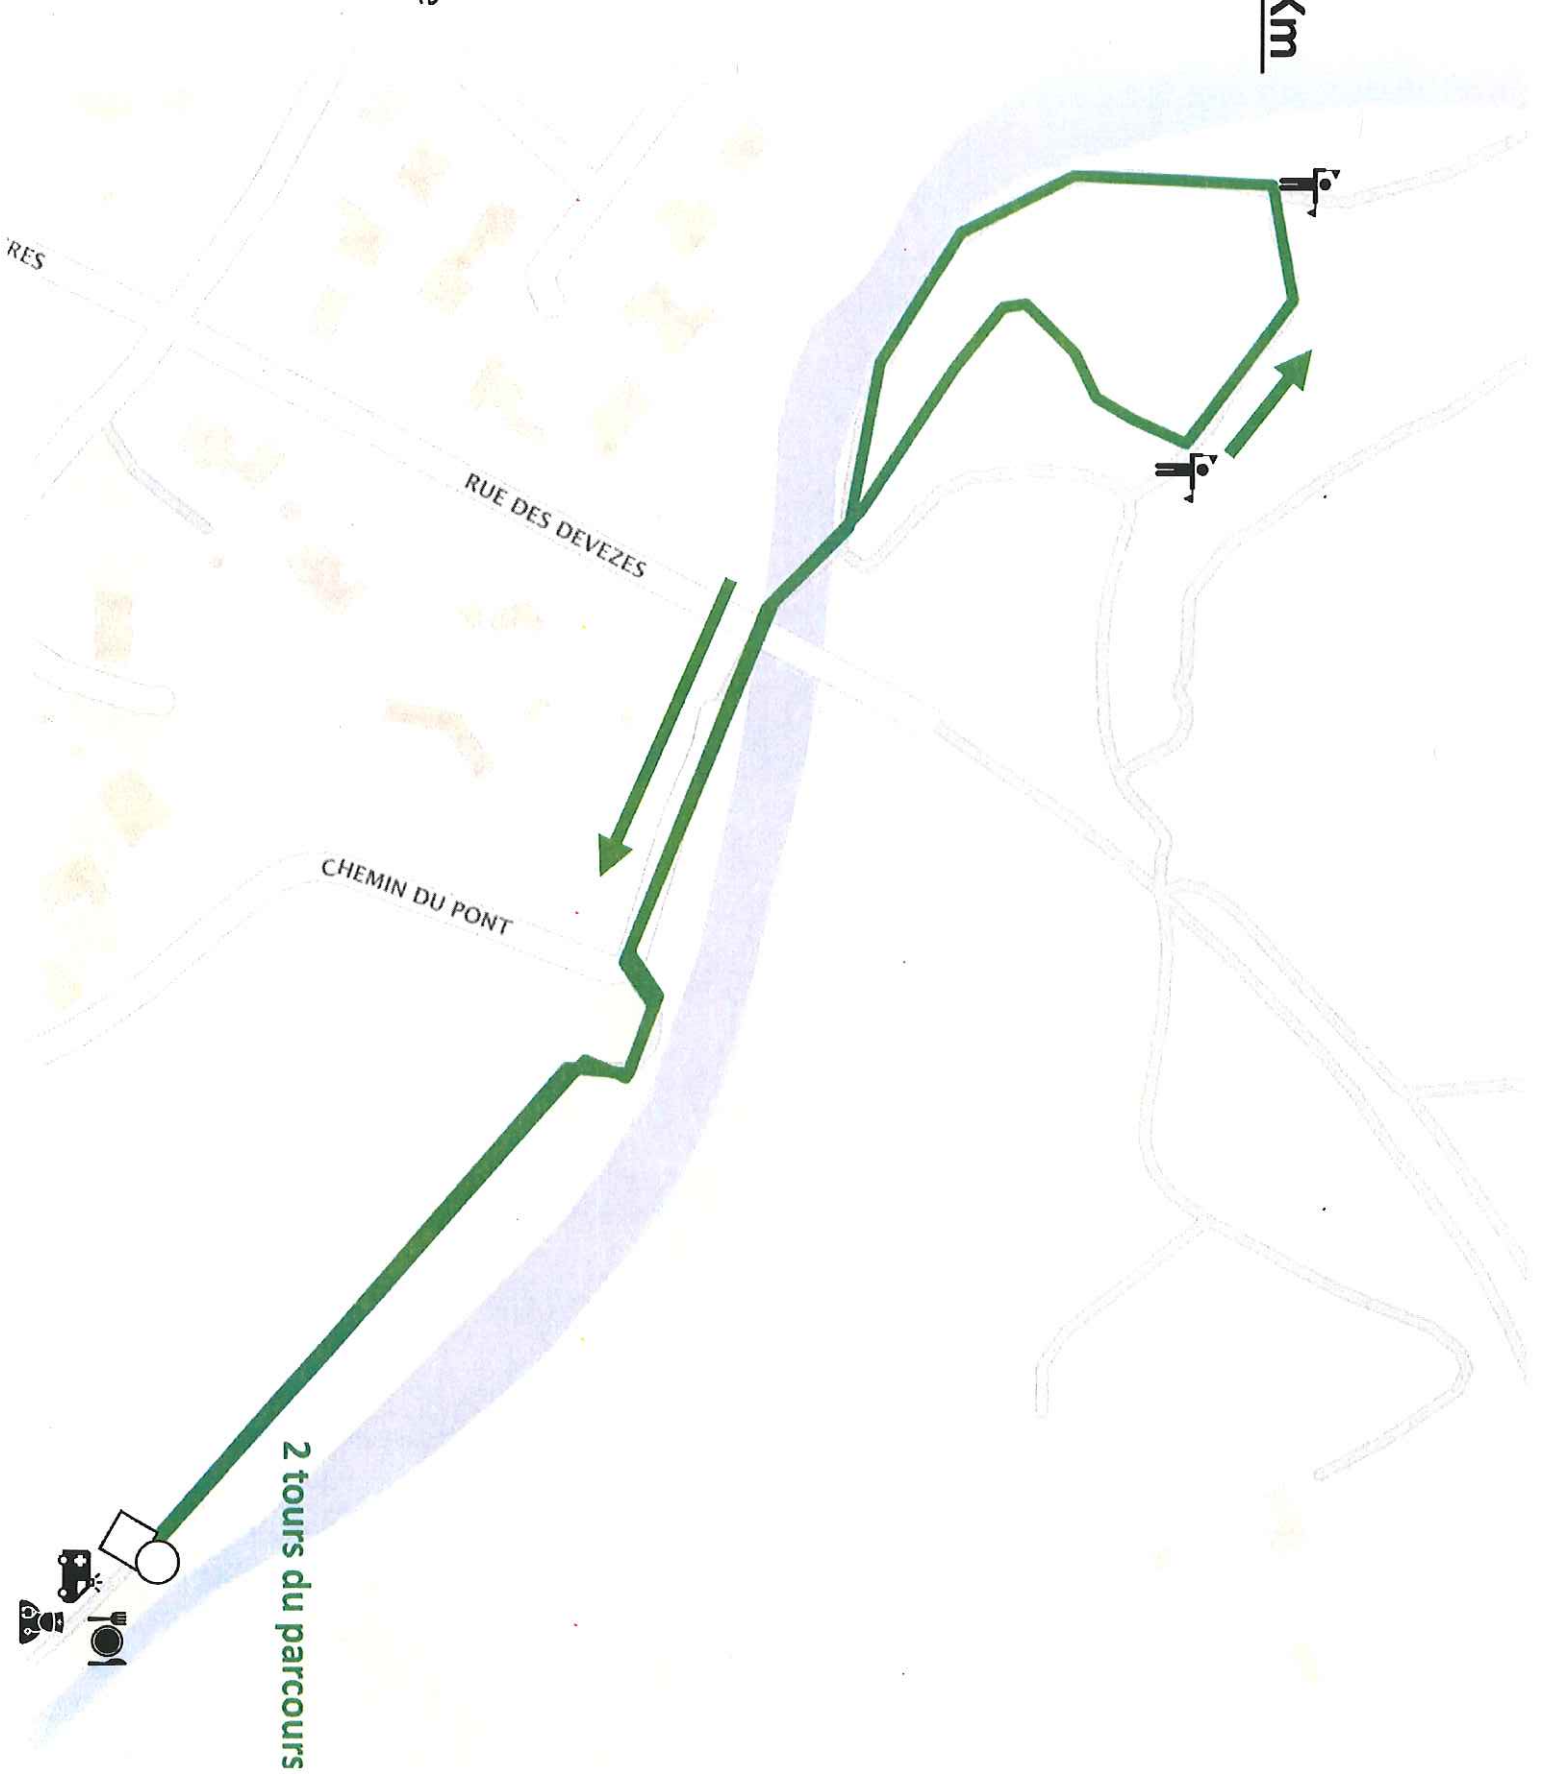 Km
RES
RUE DES DEVEZES
CHEMIN DU PONT
2 tours du parcours